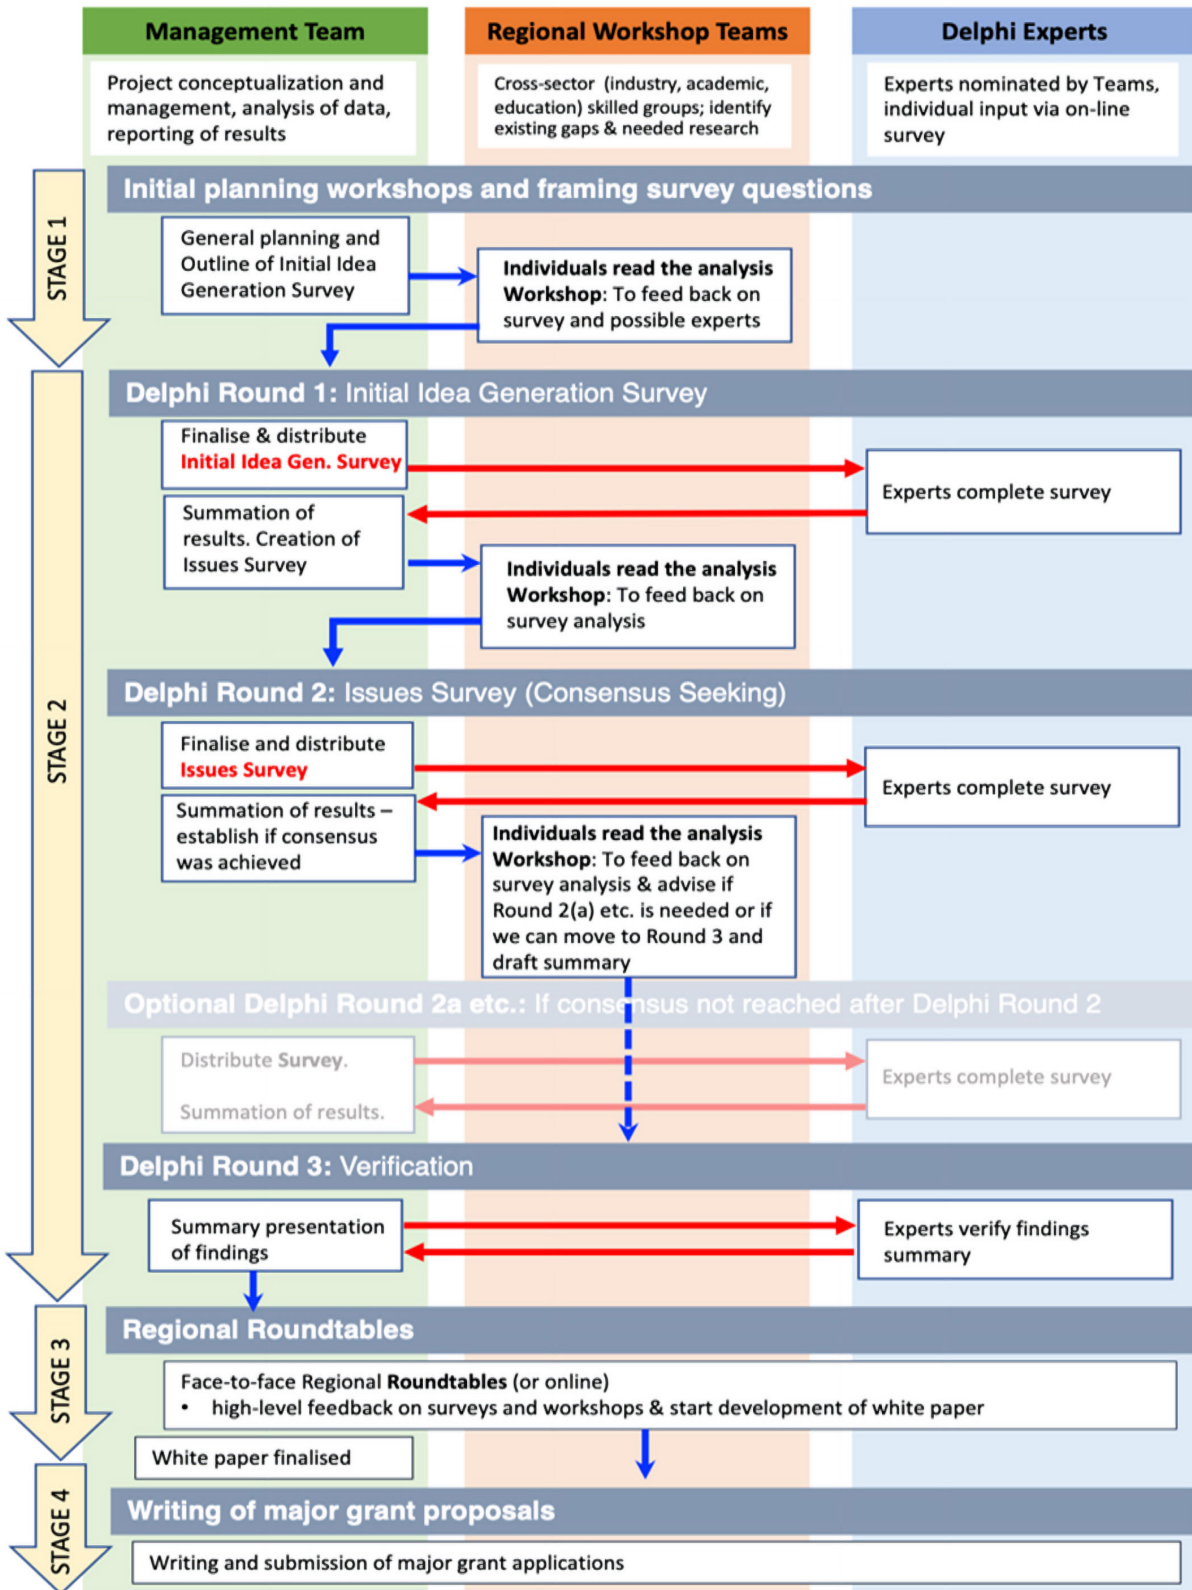 Management Team
Regional Workshop Teams
Delphi Experts
Project conceptualization and
management, analysis of data,
reporting of results
Cross-sector (industry, academic,
education) skilled groups; identify
existing gaps & needed research
Experts nominated by Teams,
individual input via on-line
survey
STAGE 1
Initial planning workshops and framing survey questions
General planning and
Outline of Initial Idea
Generation Survey
Individuals read the analysis
Workshop: To feed back on
survey and possible experts
STAGE 2
Delphi Round 1: Initial Idea Generation Survey
Finalise & distribute
Initial Idea Gen. Survey
Experts complete survey
Summation of
results. Creation of
Issues Survey
Individuals read the analysis
Workshop: To feed back on
survey analysis
Delphi Round 2: Issues Survey (Consensus Seeking)
Finalise and distribute
Issues Survey
Experts complete survey
Summation of results –
establish if consensus
was achieved
Individuals read the analysis
Workshop: To feed back on
survey analysis & advise if
Round 2(a) etc. is needed or if
we can move to Round 3 and
draft summary
Optional Delphi Round 2a etc.: If consensus not reached after Delphi Round 2
Distribute Survey.
Summation of results.
Experts complete survey
Delphi Round 3: Verification
Summary presentation
of findings
Experts verify findings
summary
STAGE 3
Regional Roundtables
Face-to-face Regional Roundtables (or online)
• high-level feedback on surveys and workshops & start development of white paper
White paper finalised
STAGE 4
Writing of major grant proposals
Writing and submission of major grant applications